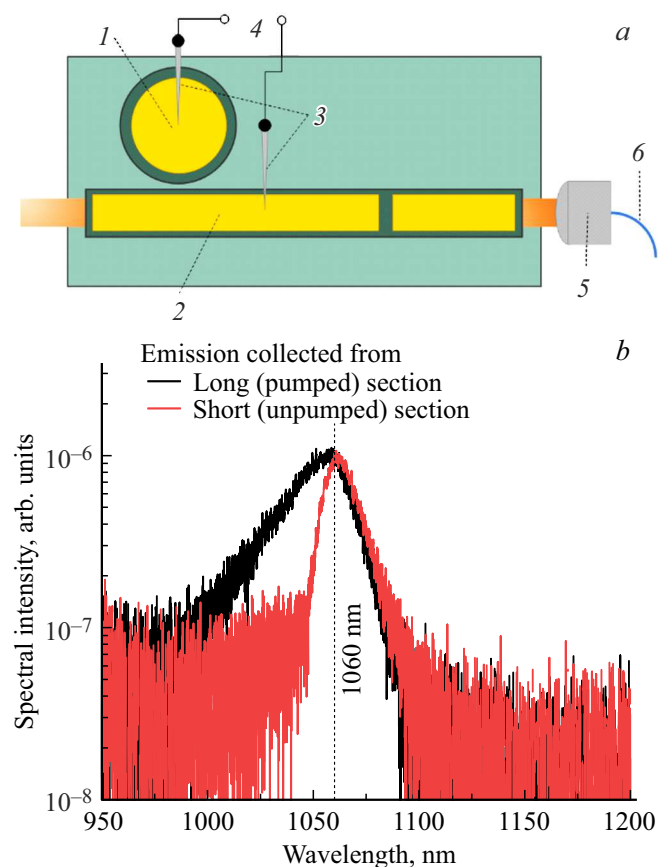 a
1
4
3
6
2
5
b
Emission collected from
Long (pumped) section
Short (unpumped) section
Spectral intensity, arb. units
10⁻⁶
10⁻⁷
10⁻⁸
1060 nm
950 1000 1050 1100 1150 1200
Wavelength, nm